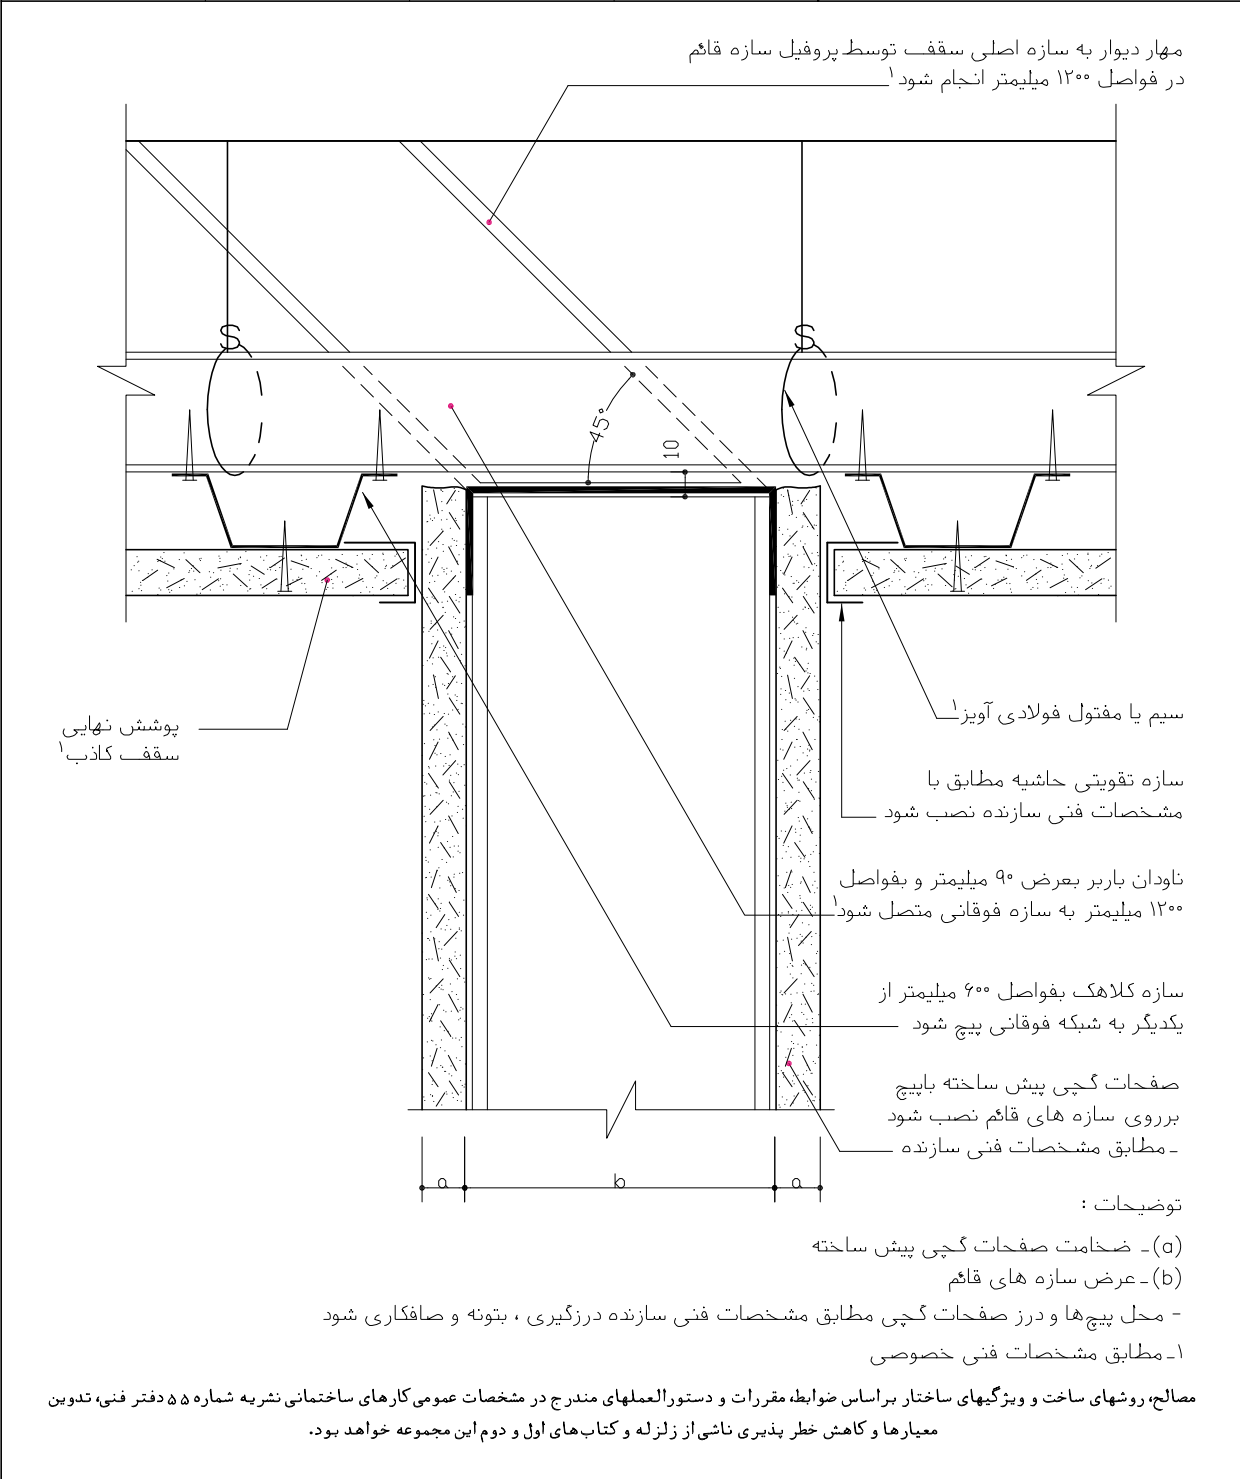 مهار دیوار به سازه اصلی سقف توسط پروفیل سازه قائم
در فواصل ۱۲۰۰ میلیمتر انجام شود۱
S
S
45°
10
پوشش نهایی
سقف کاذب۱
سیم یا مفتول فولادی آویز۱
سازه تقویتی حاشیه مطابق با
مشخصات فنی سازنده نصب شود
ناودان باربر بعرض ۹۰ میلیمتر و بفواصل
۱۲۰۰ میلیمتر به سازه فوقانی متصل شود۱
سازه کلاهک بفواصل ۶۰۰ میلیمتر از
یکدیگر به شبکه فوقانی پیچ شود
صفحات گچی پیش ساخته باپیچ
برروی سازه های قائم نصب شود
ـ مطابق مشخصات فنی سازنده
a
b
a
توضیحات :
(a)ـ ضخامت صفحات گچی پیش ساخته
(b)ـ عرض سازه های قائم
- محل پیچ‌ها و درز صفحات گچی مطابق مشخصات فنی سازنده درزگیری ، بتونه و صافکاری شود
۱ـ مطابق مشخصات فنی خصوصی
مصالح، روشهای ساخت و ویژگیهای ساختار براساس ضوابط، مقررات و دستورالعملهای مندرج در مشخصات عمومی کارهای ساختمانی نشریه شماره ۵۵ دفتر فنی، تدوین
معیارها و کاهش خطر پذیری ناشی از زلزله و کتاب‌های اول و دوم این مجموعه خواهد بود.